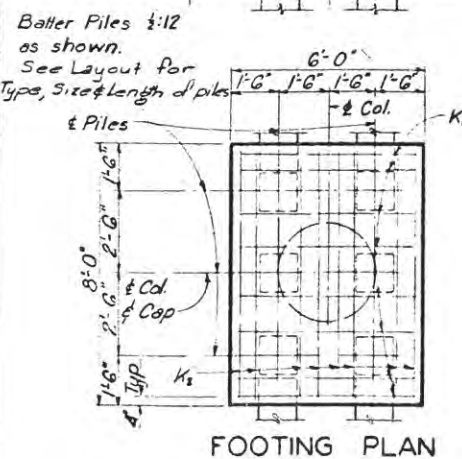 Batter Piles ½:12
as shown.
See Layout for
Type, Size & Length of piles
6'-0"
1'-6" 1'-6" 1'-6" 1'-6"
℄ Col.
℄ Piles
K
1'-6"
2'-6"
8'-0"
2'-6"
1'-6"
℄ Col.
℄ Cap
Typ
K₂
FOOTING PLAN